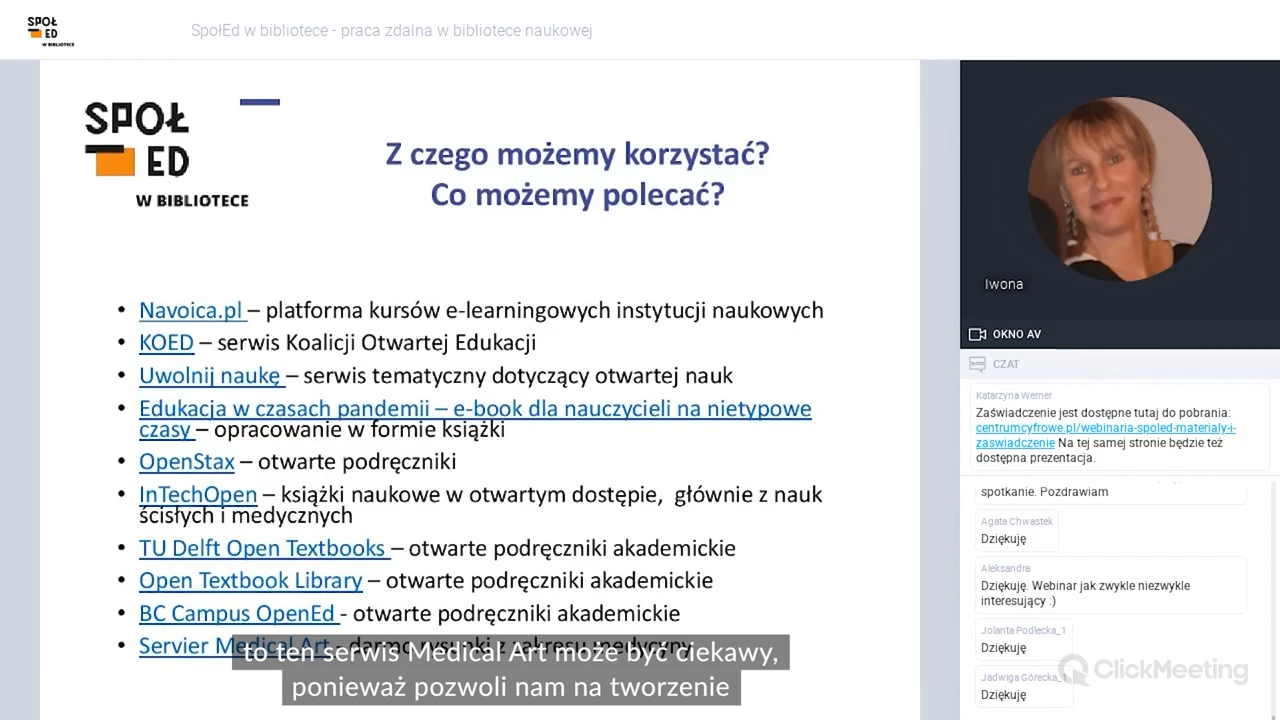 SPOŁ
ED
W BIBLIOTECE
SpołEd w bibliotece - praca zdalna w bibliotece naukowej
SPOŁ
ED
W BIBLIOTECE
Z czego możemy korzystać?
Co możemy polecać?
• Navoica.pl – platforma kursów e-learningowych instytucji naukowych
• KOED – serwis Koalicji Otwartej Edukacji
• Uwolnij naukę – serwis tematyczny dotyczący otwartej nauk
• Edukacja w czasach pandemii – e-book dla nauczycieli na nietypowe
czasy – opracowanie w formie książki
• OpenStax – otwarte podręczniki
• InTechOpen – książki naukowe w otwartym dostępie, głównie z nauk
ścisłych i medycznych
• TU Delft Open Textbooks – otwarte podręczniki akademickie
• Open Textbook Library – otwarte podręczniki akademickie
• BC Campus OpenEd - otwarte podręczniki akademickie
• Servier Medical Art – z zakresu medycyny
to ten serwis Medical Art może być ciekawy,
ponieważ pozwoli nam na tworzenie
Iwona
OKNO AV
CZAT
Katarzyna Werner
Zaświadczenie jest dostępne tutaj do pobrania:
centrumcyfrowe.pl/webinaria-spoled-materialy-i-
zaswiadczenie Na tej samej stronie będzie też
dostępna prezentacja.
spotkanie. Pozdrawiam
Agata Chwastek
Dziękuję
Aleksandra
Dziękuję. Webinar jak zwykle niezwykle
interesujący :)
Jolanta Podlecka_1
Dziękuję
Jadwiga Górecka_1
Dziękuję
ClickMeeting